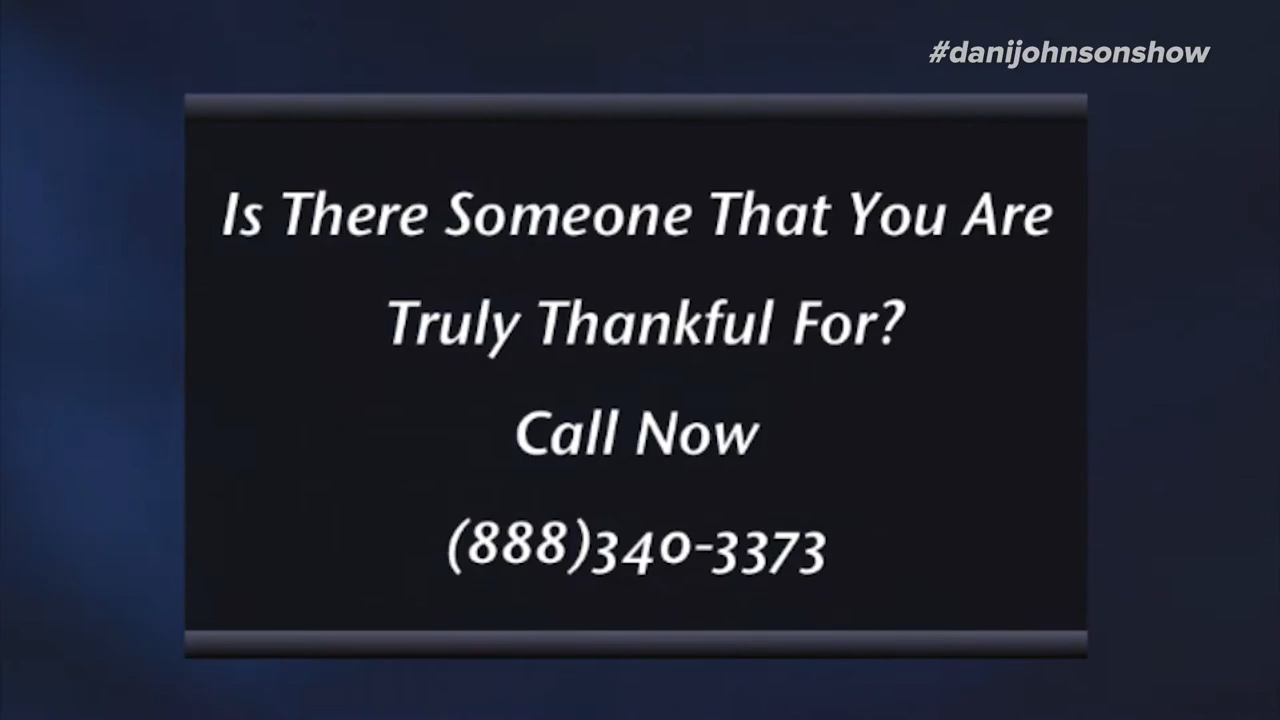 #danijohnsonshow
Is There Someone That You Are
Truly Thankful For?
Call Now
(888)340-3373